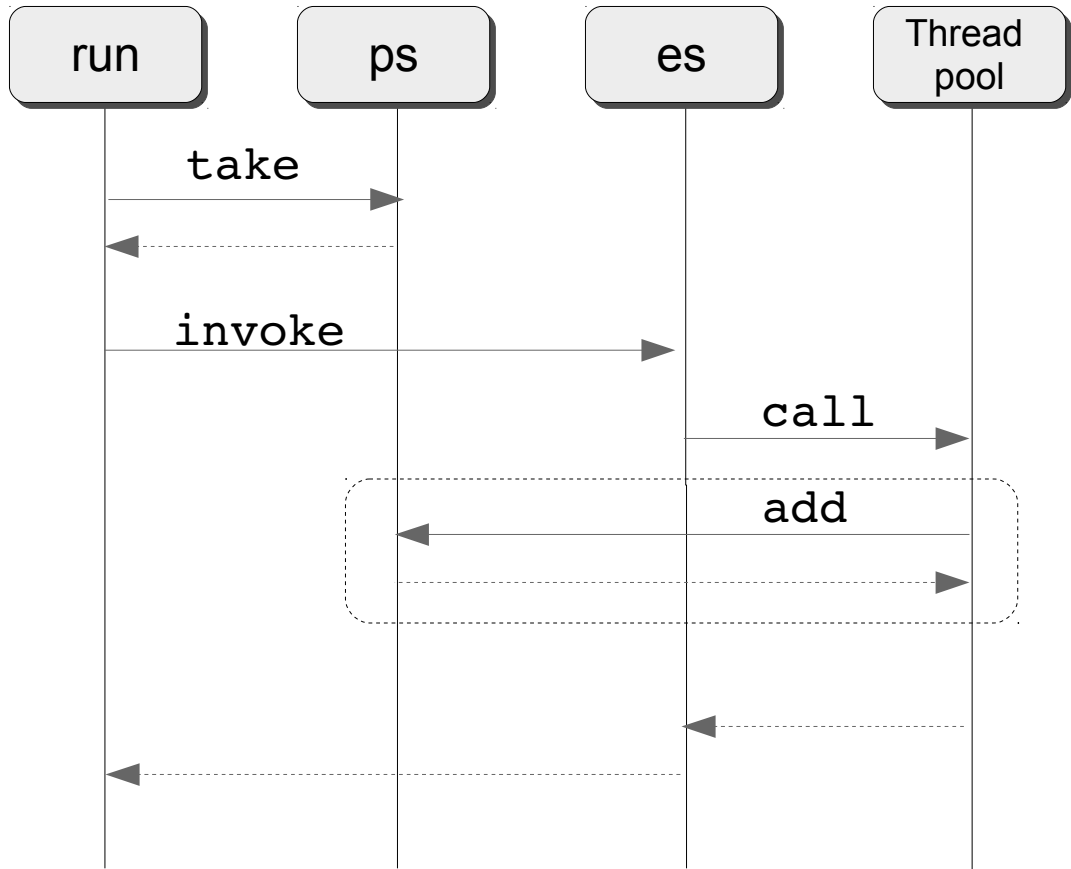 run
ps
es
Thread
pool
take
invoke
call
add